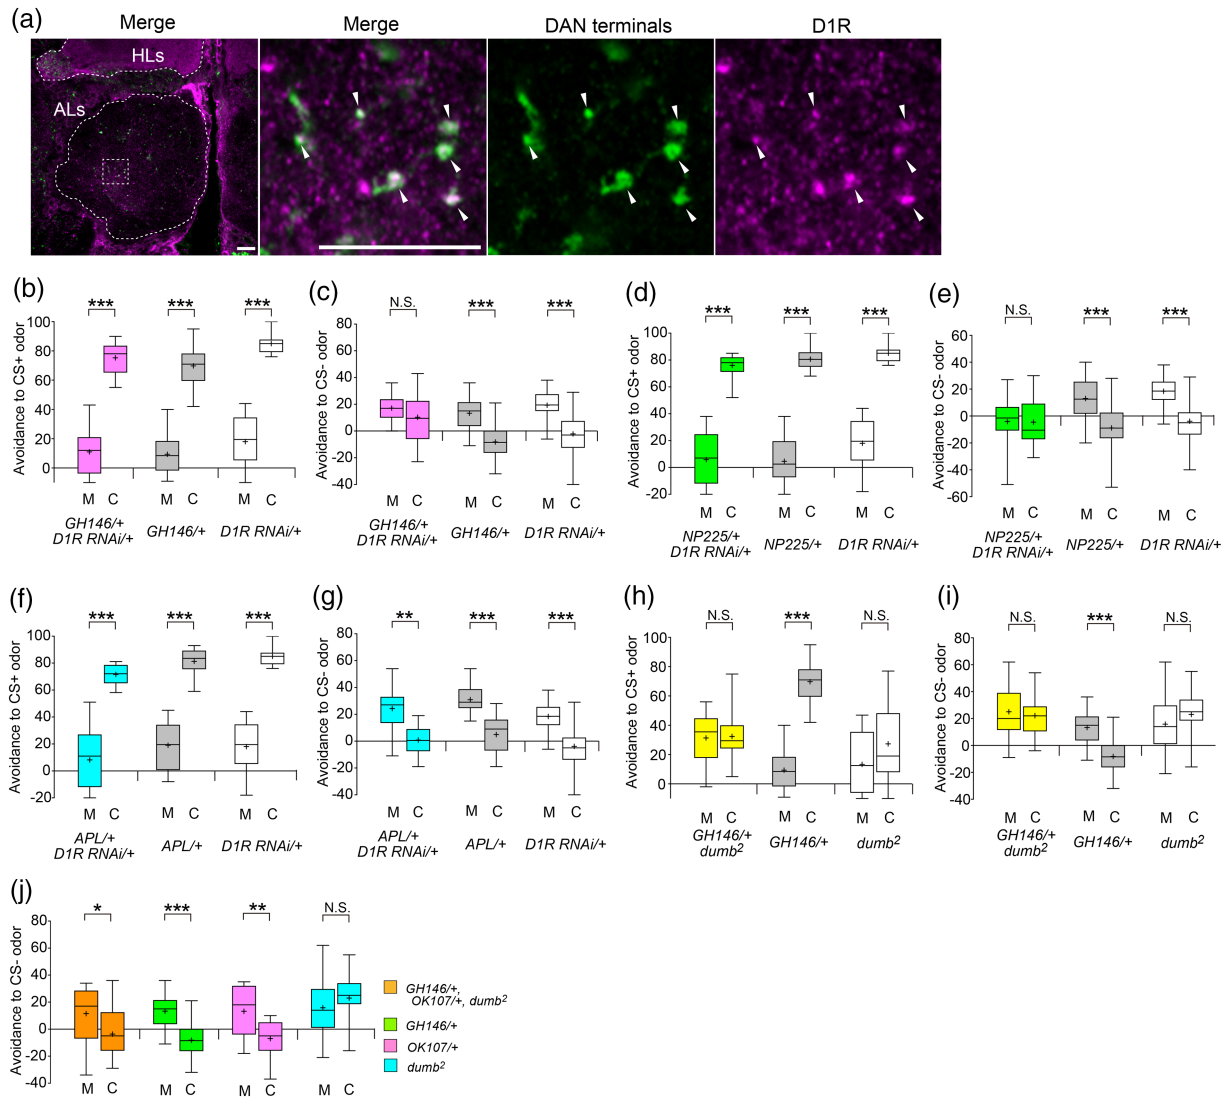 (a)
Merge
Merge
DAN terminals
D1R
HLs
ALs
(b)
Avoidance to CS+ odor
100
80
60
40
20
0
***
***
***
M C M C M C
GH146/+
D1R RNAi/+
GH146/+
D1R RNAi/+
(c)
Avoidance to CS- odor
80
60
40
20
0
-20
-40
N.S.
***
***
M C M C M C
GH146/+
D1R RNAi/+
GH146/+
D1R RNAi/+
(d)
Avoidance to CS+ odor
100
80
60
40
20
0
-20
***
***
***
M C M C M C
NP225/+
D1R RNAi/+
NP225/+
D1R RNAi/+
(e)
Avoidance to CS- odor
60
40
20
0
-20
-40
-60
N.S.
***
***
M C M C M C
NP225/+
D1R RNAi/+
NP225/+
D1R RNAi/+
(f)
Avoidance to CS+ odor
100
80
60
40
20
0
-20
***
***
***
M C M C M C
APL/+
D1R RNAi/+
APL/+
D1R RNAi/+
(g)
Avoidance to CS- odor
80
60
40
20
0
-20
-40
**
***
***
M C M C M C
APL/+
D1R RNAi/+
APL/+
D1R RNAi/+
(h)
Avoidance to CS+ odor
100
80
60
40
20
0
N.S.
***
N.S.
M C M C M C
GH146/+
dumb²
GH146/+
dumb²
(i)
Avoidance to CS- odor
80
60
40
20
0
-20
-40
N.S.
***
N.S.
M C M C M C
GH146/+
dumb²
GH146/+
dumb²
(j)
Avoidance to CS- odor
80
60
40
20
0
-20
-40
*
***
**
N.S.
M C M C M C M C
GH146/+,
OK107/+, dumb²
GH146/+
OK107/+
dumb²